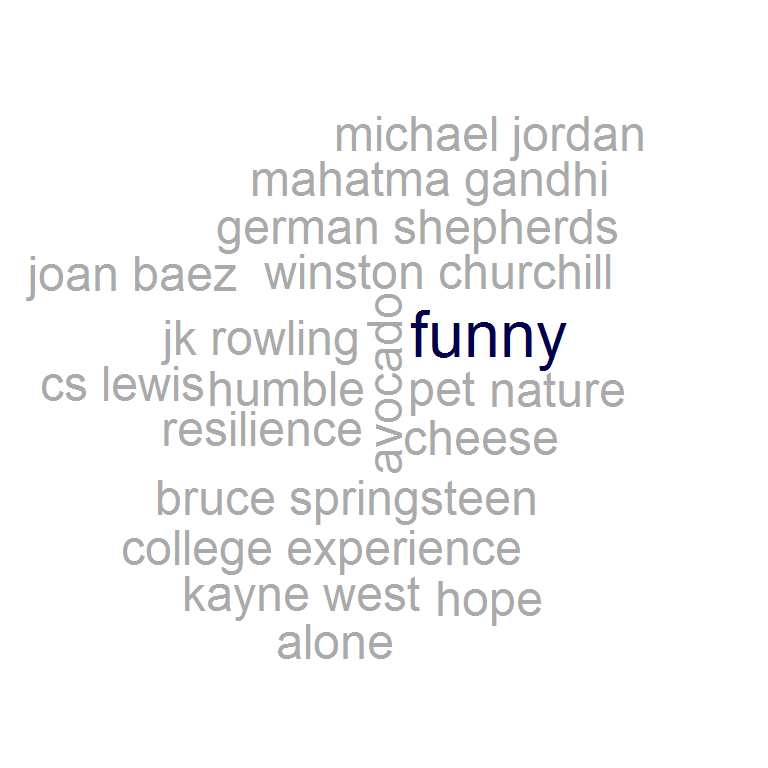 michael jordan
mahatma gandhi
german shepherds
joan baez
winston churchill
avocado
funny
jk rowling
cs lewis
humble
pet
nature
resilience
cheese
bruce springsteen
college experience
kayne west
hope
alone